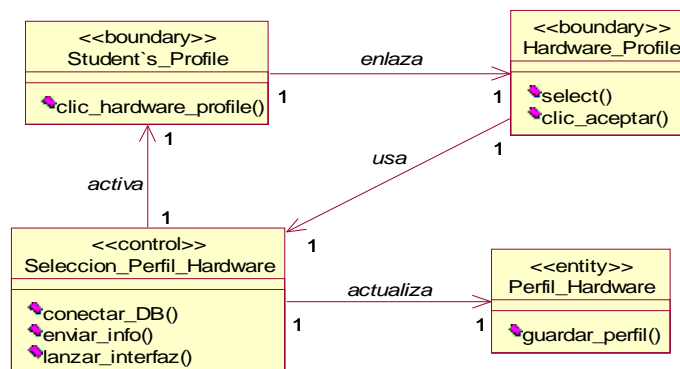 <<boundary>>
Student`s_Profile
clic_hardware_profile()
enlaza
1
1
<<boundary>>
Hardware_Profile
select()
clic_aceptar()
1
activa
1
usa
1
1
<<control>>
Seleccion_Perfil_Hardware
conectar_DB()
enviar_info()
lanzar_interfaz()
actualiza
1
1
<<entity>>
Perfil_Hardware
guardar_perfil()